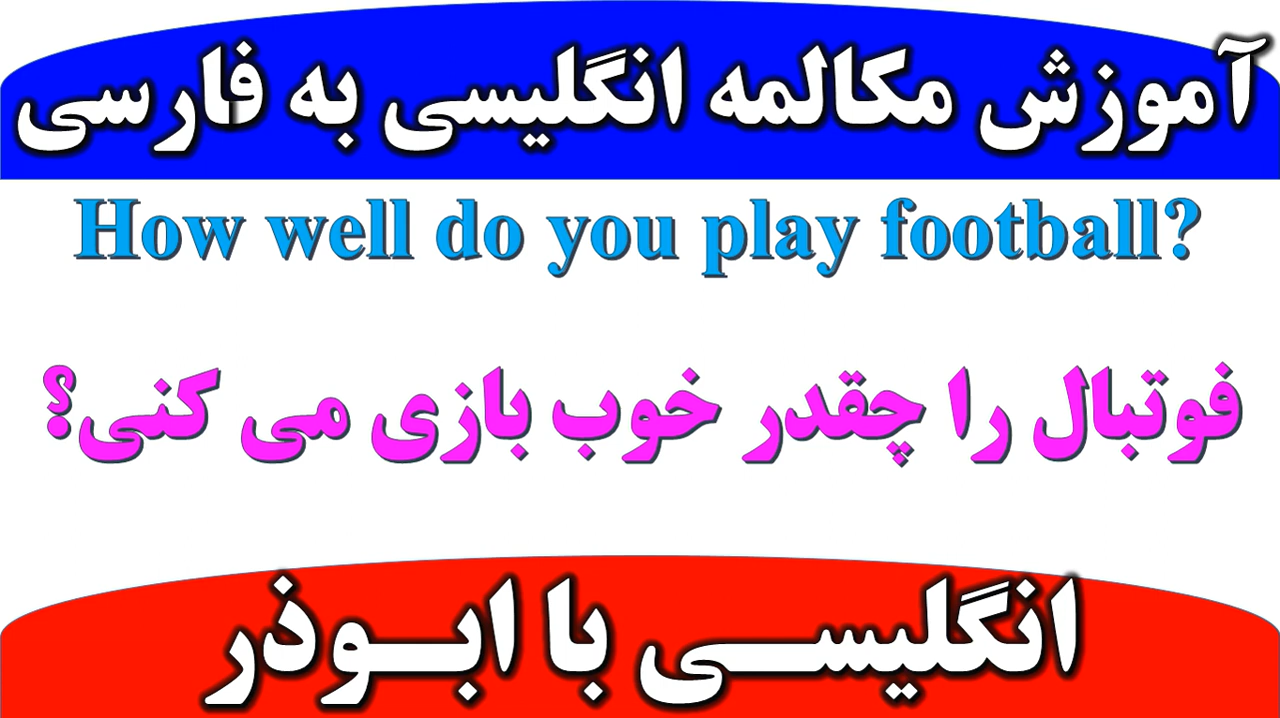 آموزش مکالمه انگلیسی به فارسی
How well do you play football?
فوتبال را چقدر خوب بازی می کنی؟
انگلیســی با ابــوذر